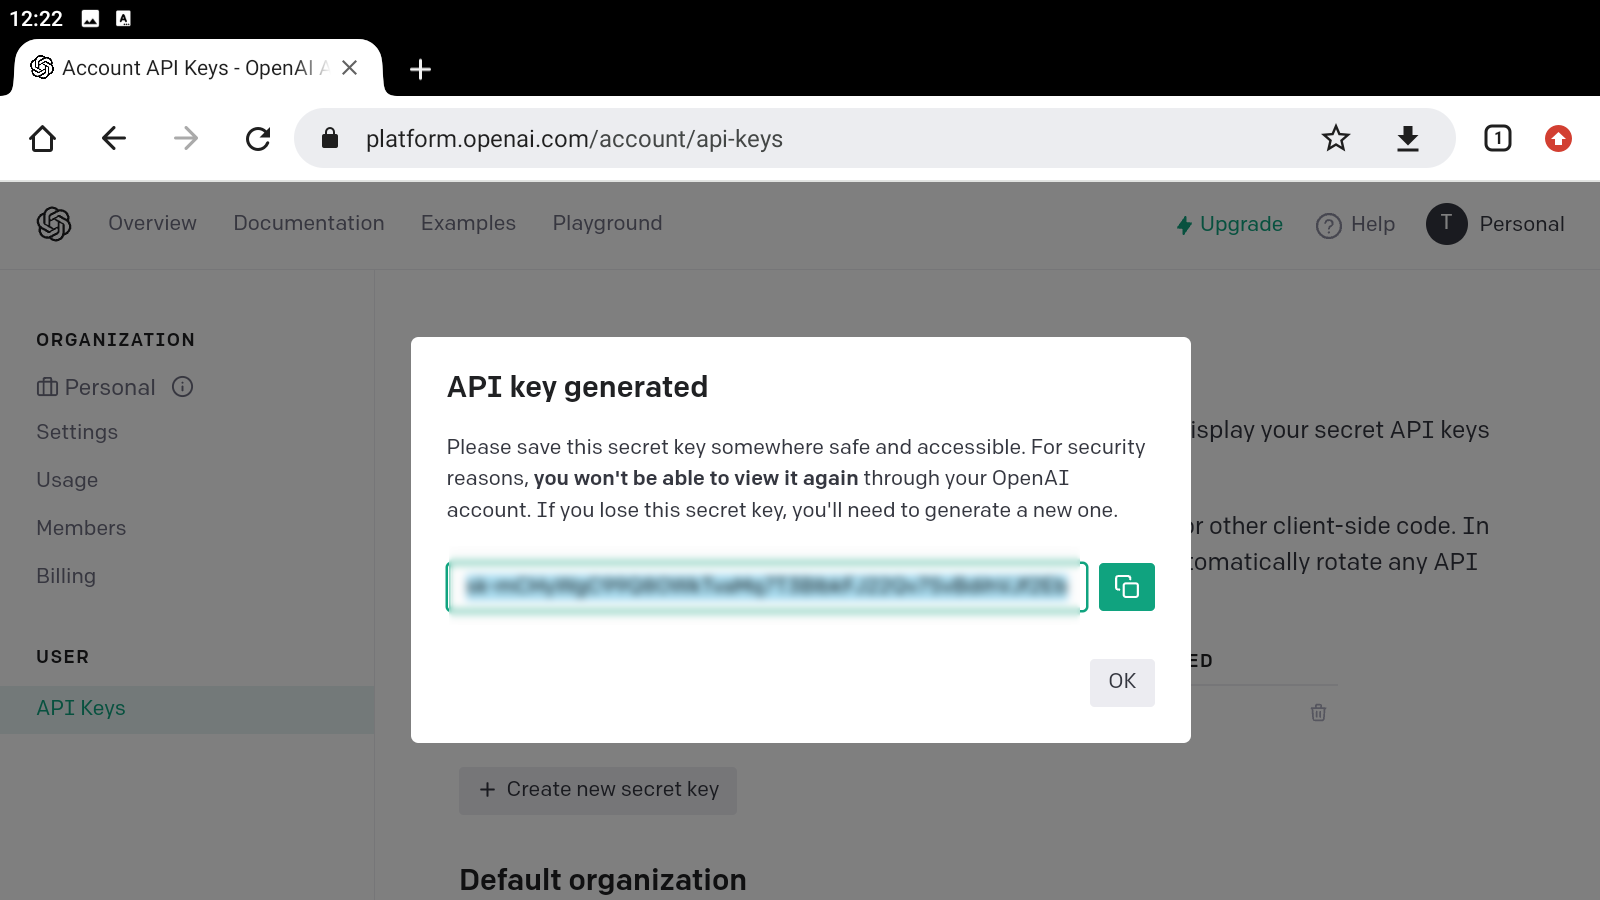 12:22
Account API Keys - OpenAI A
platform.openai.com/account/api-keys
1
Overview Documentation Examples Playground Upgrade ? Help T Personal
ORGANIZATION
Personal
Settings
Usage
Members
Billing
USER
API Keys
API key generated
Please save this secret key somewhere safe and accessible. For security
reasons, you won't be able to view it again through your OpenAI
account. If you lose this secret key, you'll need to generate a new one.
OK
isplay your secret API keys
or other client-side code. In
tomatically rotate any API
ED
+ Create new secret key
Default organization